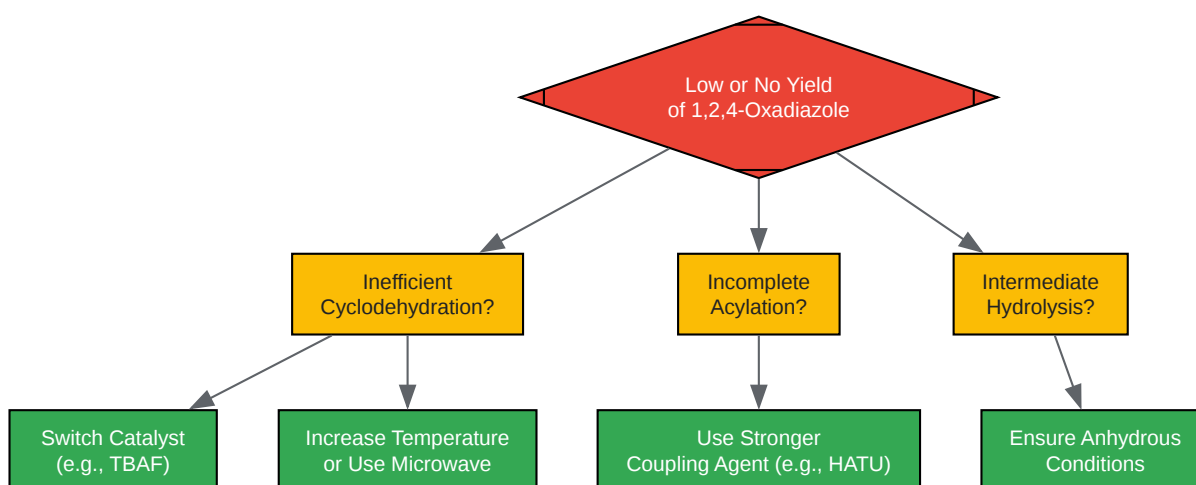 Low or No Yield
of 1,2,4-Oxadiazole
Inefficient
Cyclodehydration?
Incomplete
Acylation?
Intermediate
Hydrolysis?
Switch Catalyst
(e.g., TBAF)
Increase Temperature
or Use Microwave
Use Stronger
Coupling Agent (e.g., HATU)
Ensure Anhydrous
Conditions